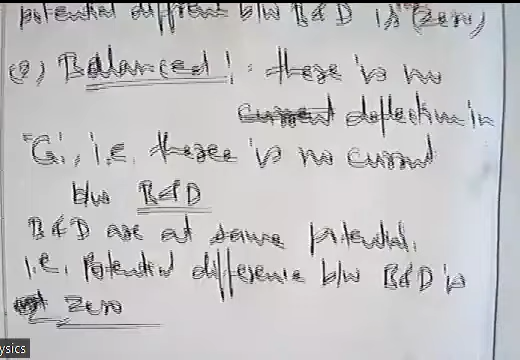 potential different b/w B&D is (zero)
(2) Balanced! : there is no
current deflection in
"G", i.e. there is no current
b/w B&D
B&D are at same potential.
i.e. Potential difference b/w B&D is
zero
ysics